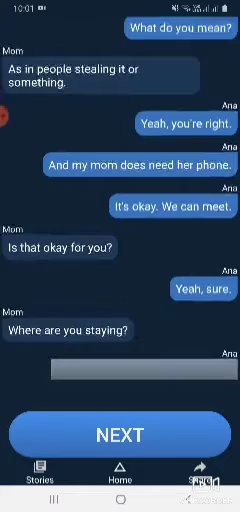 10:01
What do you mean?
Mom
As in people stealing it or
something.
Ana
Yeah, you're right.
Ana
And my mom does need her phone.
Ana
It's okay. We can meet.
Mom
Is that okay for you?
Ana
Yeah, sure.
Mom
Where are you staying?
Ana
NEXT
Stories
Home